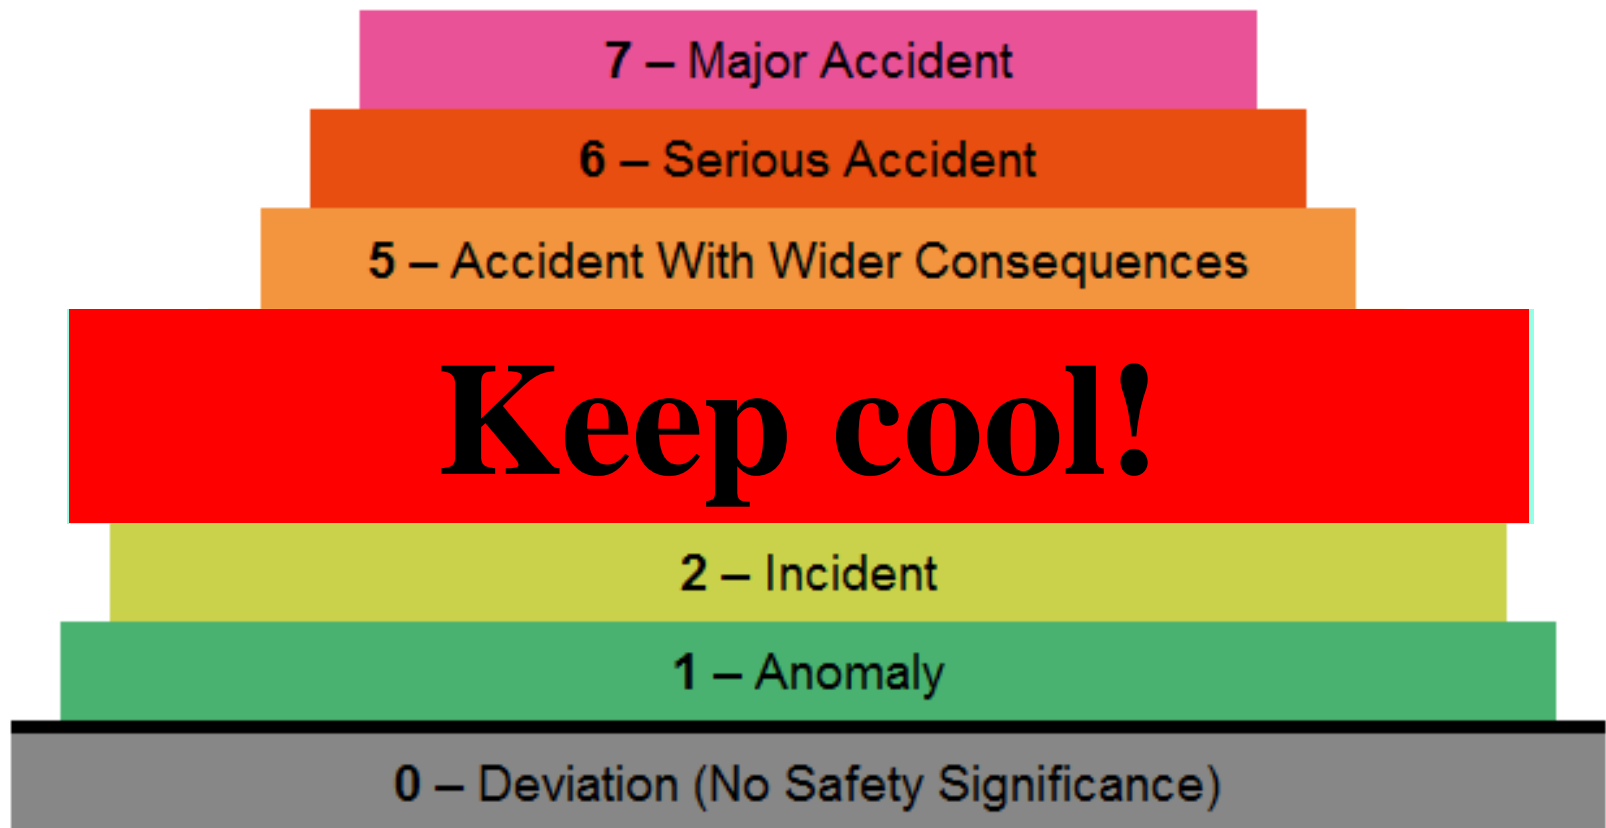 7 – Major Accident
6 – Serious Accident
5 – Accident With Wider Consequences
Keep cool!
2 – Incident
1 – Anomaly
0 – Deviation (No Safety Significance)